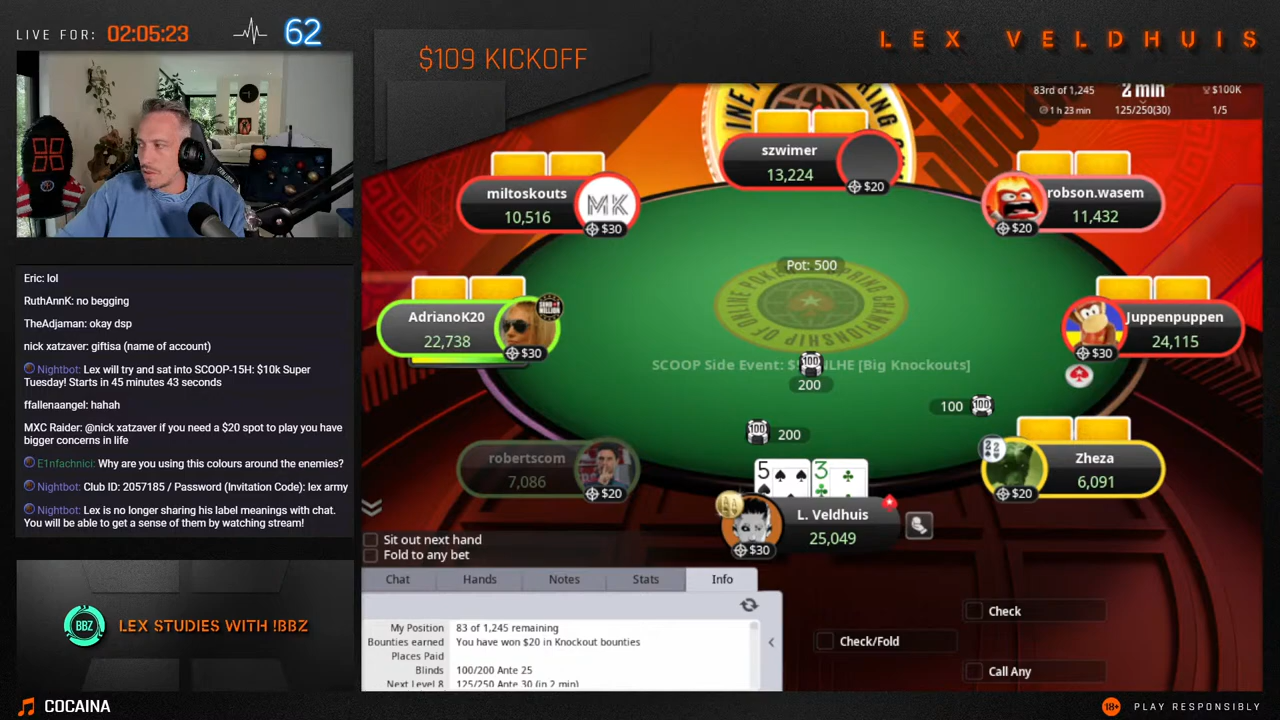 LIVE FOR: 02:05:23 62
$109 KICKOFF
LEX VELDHUIS
83rd of 1,245
2 min
$100K
1 h 23 min
125/250(30)
1/5
szwimer
13,224
$20
miltoskouts
10,516
MK
$30
robson.wasem
11,432
$20
Pot: 500
AdrianoK20
22,738
$30
Juppenpuppen
24,115
$30
SCOOP Side Event:
NLHE [Big Knockouts]
100
200
100
100
100
200
robertscom
7,086
$20
Zheza
6,091
$20
5
3
L. Veldhuis
25,049
$30
Eric: lol
RuthAnnK: no begging
TheAdjaman: okay dsp
nick xatzaver: giftisa (name of account)
Nightbot: Lex will try and sat into SCOOP-15H: $10k Super
Tuesday! Starts in 45 minutes 43 seconds
ffallenaangel: hahah
MXC Raider: @nick xatzaver if you need a $20 spot to play you have
bigger concerns in life
E1nfachnici: Why are you using this colours around the enemies?
Nightbot: Club ID: 2057185 / Password (Invitation Code): lex army
Nightbot: Lex is no longer sharing his label meanings with chat.
You will be able to get a sense of them by watching stream!
Sit out next hand
Fold to any bet
Chat
Hands
Notes
Stats
Info
My Position 83 of 1,245 remaining
Bounties earned You have won $20 in Knockout bounties
Places Paid
Blinds 100/200 Ante 25
Next Level 8 125/250 Ante 30 (in 2 min)
Check
Check/Fold
Call Any
BBZ
LEX STUDIES WITH !BBZ
COCAINA
18+ PLAY RESPONSIBLY